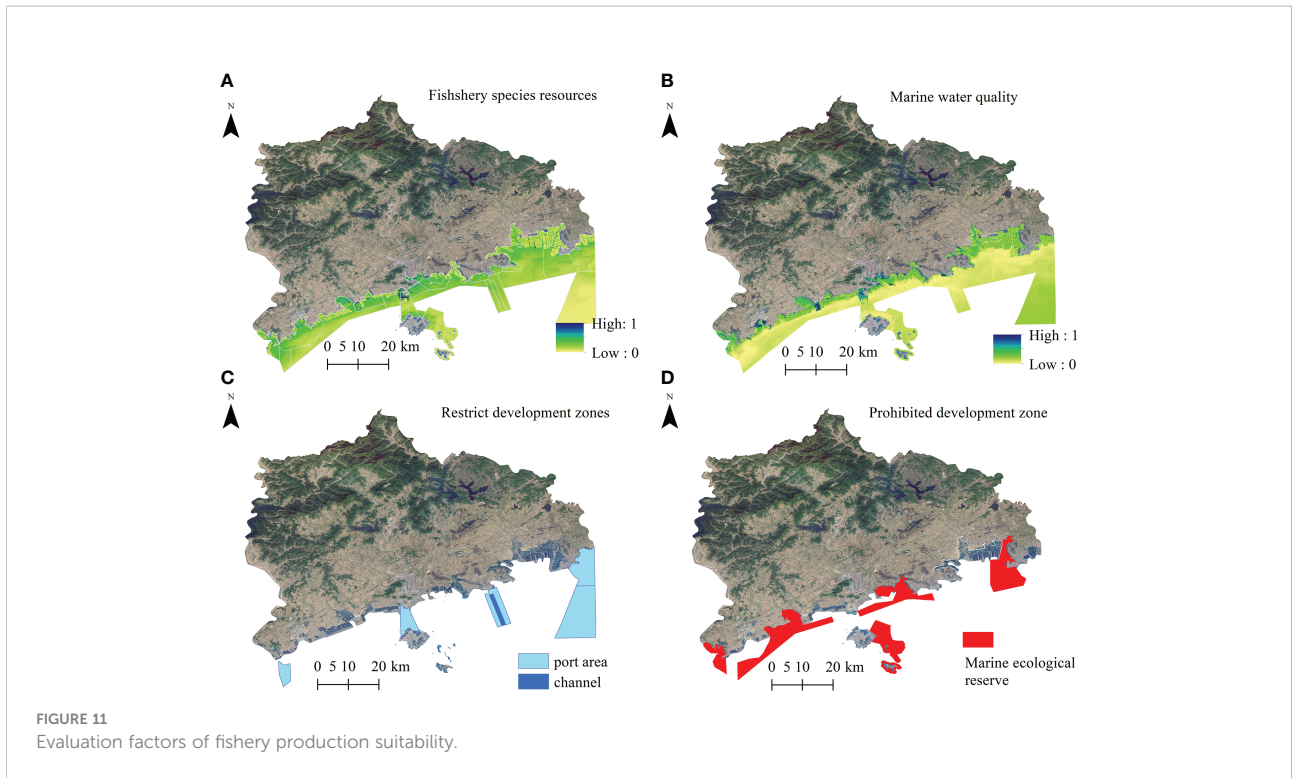 A
Fishshery species resources
N
High: 1
Low : 0
0 5 10 20 km
B
Marine water quality
N
High : 1
Low : 0
0 5 10 20 km
C
Restrict development zones
N
port area
channel
0 5 10 20 km
D
Prohibited development zone
N
Marine ecological
reserve
0 5 10 20 km
FIGURE 11
Evaluation factors of fishery production suitability.